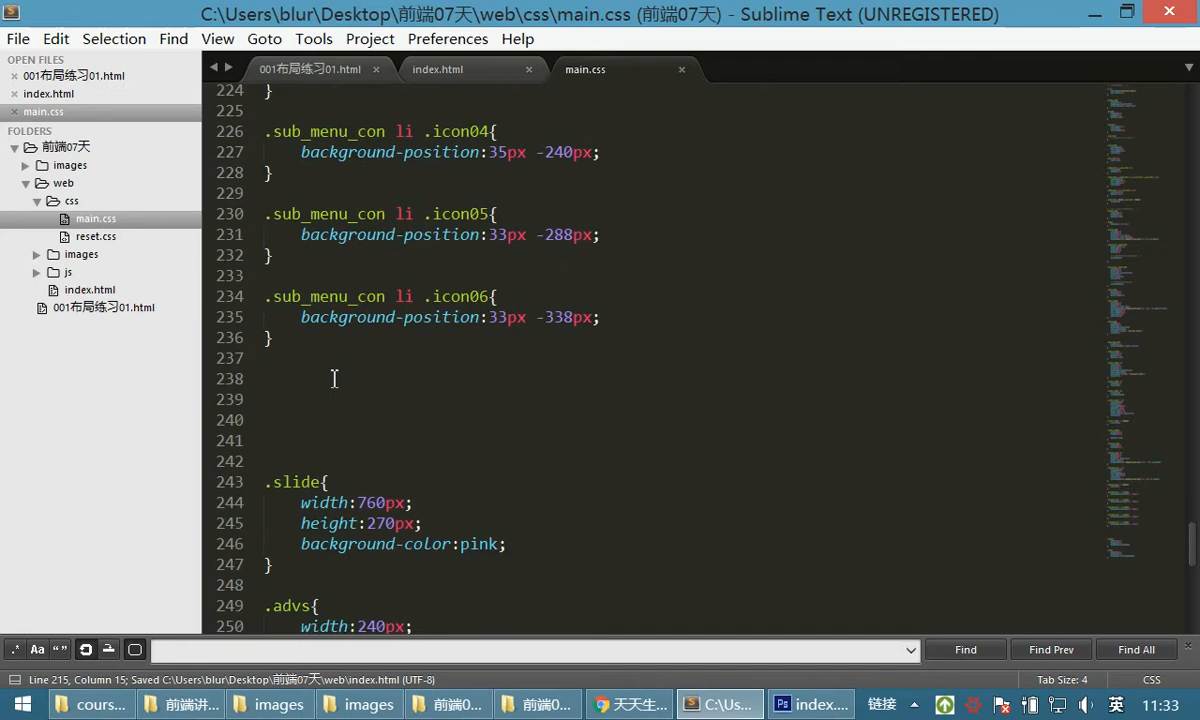 C:\Users\blur\Desktop\前端07天\web\css\main.css (前端07天) - Sublime Text (UNREGISTERED)
File Edit Selection Find View Goto Tools Project Preferences Help
OPEN FILES
001布局练习01.html
index.html
main.css
FOLDERS
前端07天
images
web
css
main.css
reset.css
images
js
index.html
001布局练习01.html
001布局练习01.html
index.html
main.css
224 }
225
226 .sub_menu_con li .icon04{
227 background-position:35px -240px;
228 }
229
230 .sub_menu_con li .icon05{
231 background-position:33px -288px;
232 }
233
234 .sub_menu_con li .icon06{
235 background-position:33px -338px;
236 }
237
238
239
240
241
242
243 .slide{
244 width:760px;
245 height:270px;
246 background-color:pink;
247 }
248
249 .advs{
250 width:240px;
.* Aa “ ” Find Find Prev Find All
Line 215, Column 15; Saved C:\Users\blur\Desktop\前端07天\web\index.html (UTF-8) Tab Size: 4 CSS
cours... 前端讲... images images 前端0... 前端0... 天天生... C:\Us... Ps index.... 链接 英 11:33